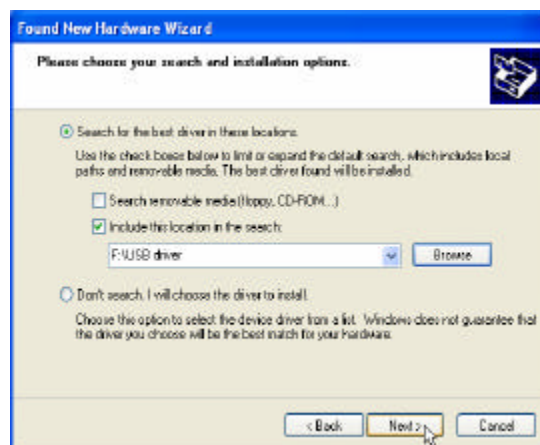 Found New Hardware Wizard
Please choose your search and installation options.
Search for the best driver in these locations.
Use the check boxes below to limit or expand the default search, which includes local
paths and removable media. The best driver found will be installed.
Search removable media (floppy, CD-ROM...)
Include this location in the search:
F:\USB driver
Browse
Don't search. I will choose the driver to install.
Choose this option to select the device driver from a list. Windows does not guarantee that
the driver you choose will be the best match for your hardware.
< Back
Next >
Cancel